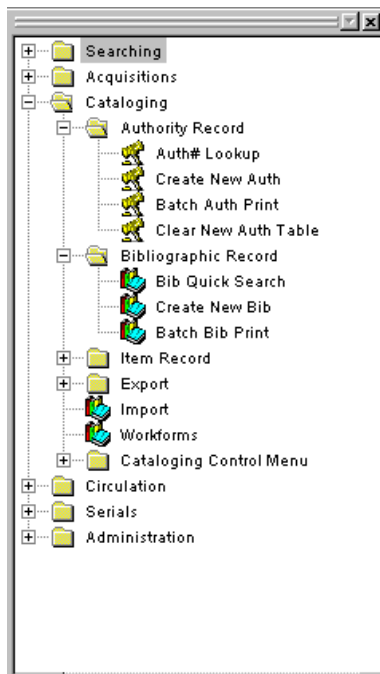 Searching
Acquisitions
Cataloging
Authority Record
Auth# Lookup
Create New Auth
Batch Auth Print
Clear New Auth Table
Bibliographic Record
Bib Quick Search
Create New Bib
Batch Bib Print
Item Record
Export
Import
Workforms
Cataloging Control Menu
Circulation
Serials
Administration